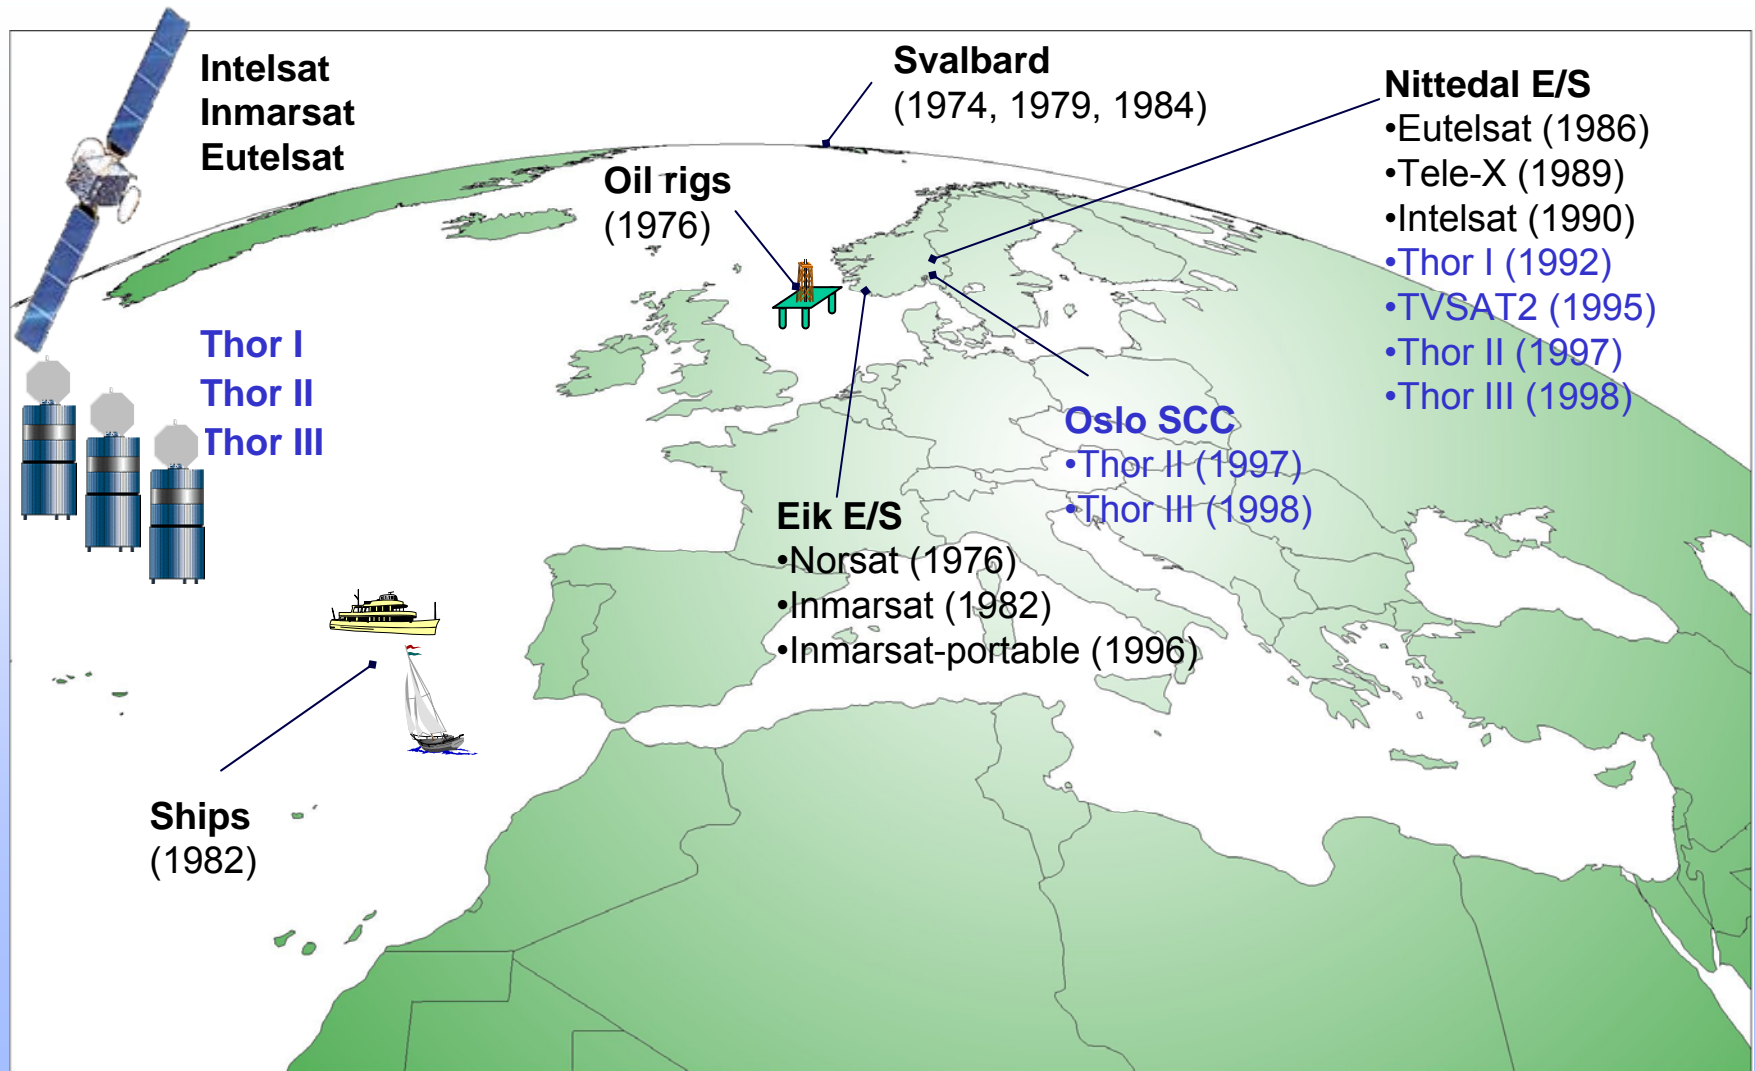 Intelsat
Inmarsat
Eutelsat
Svalbard
(1974, 1979, 1984)
Nittedal E/S
•Eutelsat (1986)
•Tele-X (1989)
•Intelsat (1990)
•Thor I (1992)
•TVSAT2 (1995)
•Thor II (1997)
•Thor III (1998)
Oil rigs
(1976)
Thor I
Thor II
Thor III
Oslo SCC
•Thor II (1997)
•Thor III (1998)
Eik E/S
•Norsat (1976)
•Inmarsat (1982)
•Inmarsat-portable (1996)
Ships
(1982)